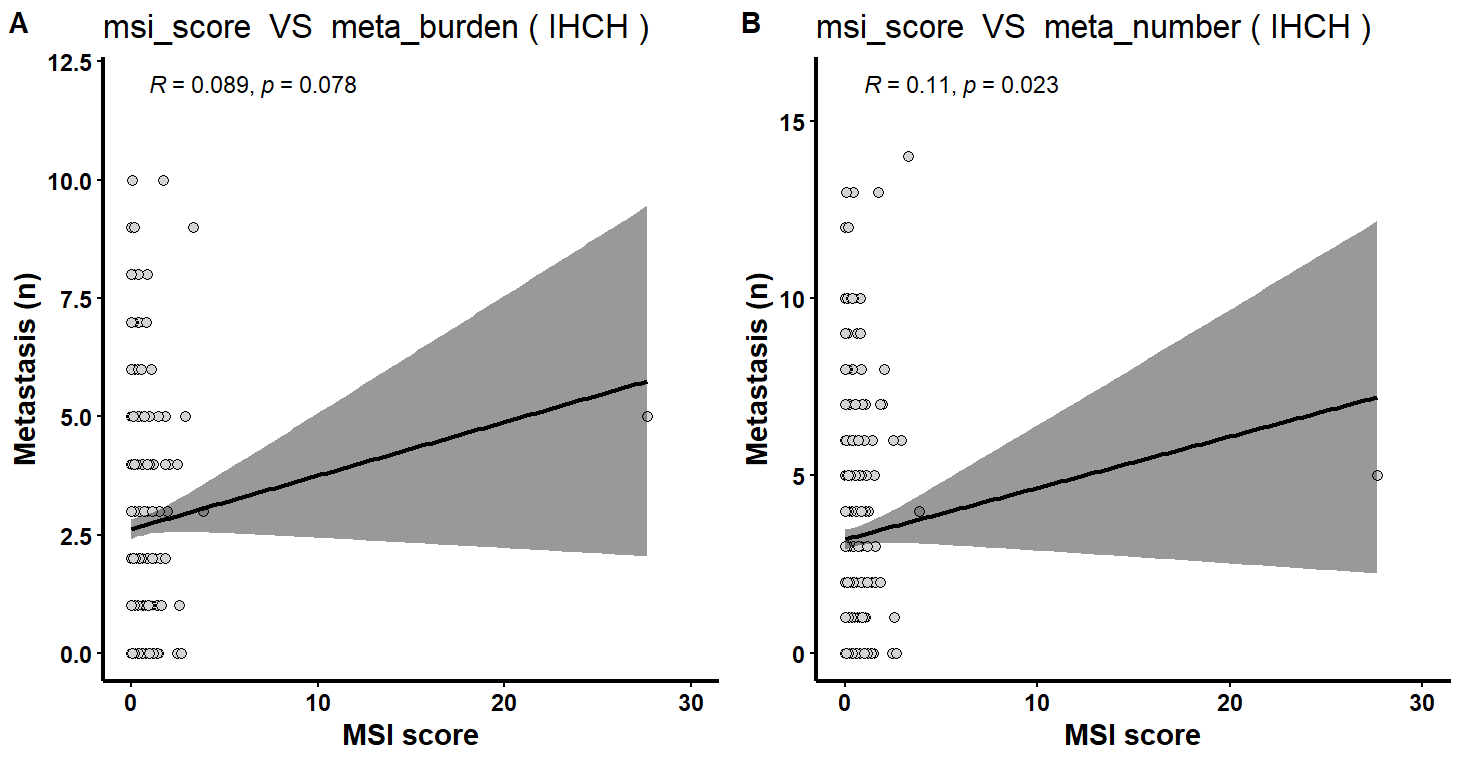 A
msi_score VS meta_burden ( IHCH )
R = 0.089, p = 0.078
12.5
10.0
7.5
5.0
2.5
0.0
Metastasis (n)
0 10 20 30
MSI score
B
msi_score VS meta_number ( IHCH )
R = 0.11, p = 0.023
15
10
5
0
Metastasis (n)
0 10 20 30
MSI score